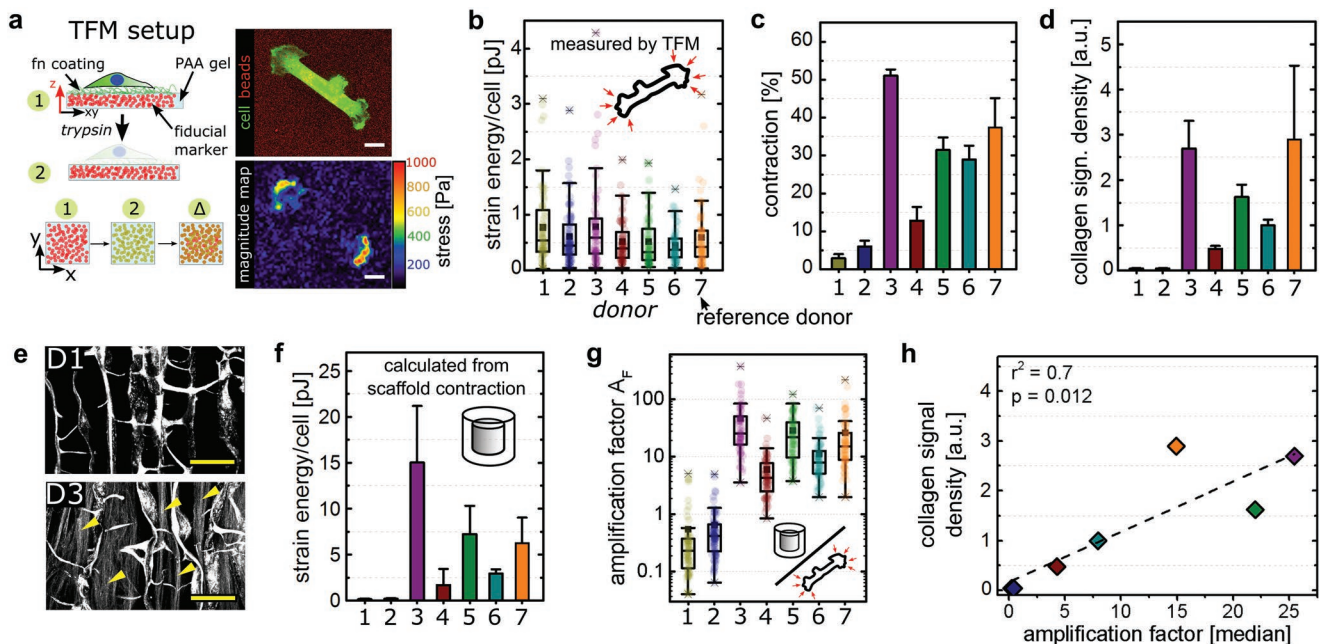 a
TFM setup
fn coating
PAA gel
z
1
xy
trypsin
fiducial
marker
2
1
2
Δ
y
x
cell beads
magnitude map
1000
800
600
400
200
stress [Pa]
b
measured by TFM
strain energy/cell [pJ]
4
3
2
1
0
1 2 3 4 5 6 7
donor
reference donor
c
contraction [%]
60
50
40
30
20
10
0
1 2 3 4 5 6 7
d
collagen sign. density [a.u.]
5
4
3
2
1
0
1 2 3 4 5 6 7
e
D1
D3
f
calculated from
scaffold contraction
strain energy/cell [pJ]
25
20
15
10
5
0
1 2 3 4 5 6 7
g
amplification factor A_F
100
10
1
0.1
1 2 3 4 5 6 7
h
r² = 0.7
p = 0.012
collagen signal
density [a.u.]
4
3
2
1
0
0 5 10 15 20 25
amplification factor [median]